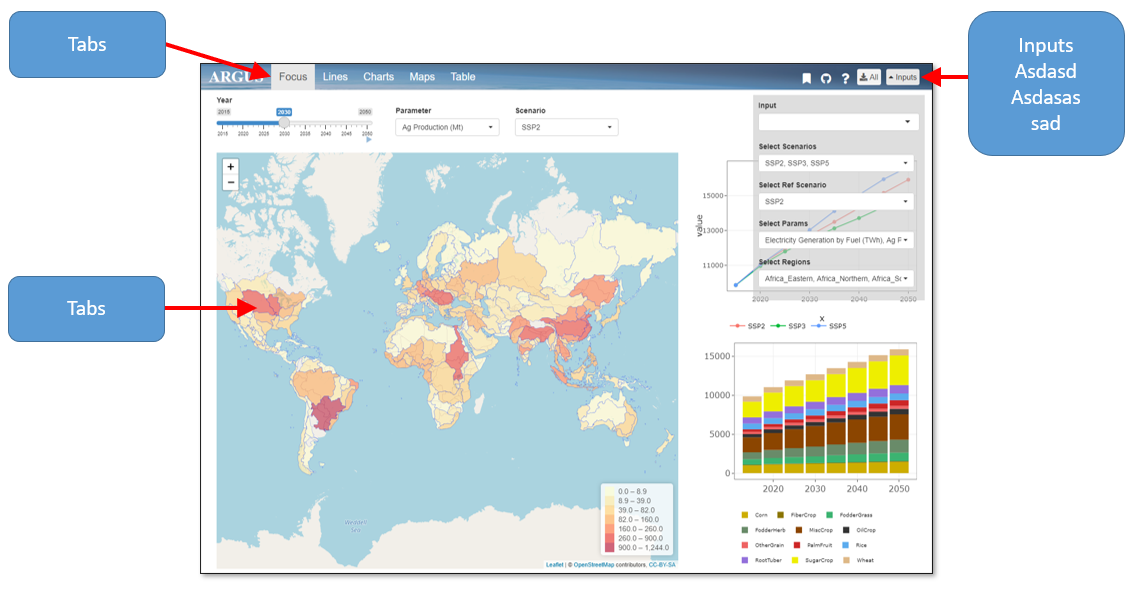 Tabs
Inputs
Asdasd
Asdasas
sad
ARGUS
Focus
Lines
Charts
Maps
Table
?
All
Inputs
Year
2015
2030
2050
2015 2020 2025 2030 2035 2040 2045 2050
Parameter
Ag Production (Mt)
Scenario
SSP2
Input
Select Scenarios
SSP2, SSP3, SSP5
Select Ref Scenario
SSP2
Select Params
Electricity Generation by Fuel (TWh), Ag P
Select Regions
Africa_Eastern, Africa_Northern, Africa_So
+
−
Tabs
Weddell
Sea
0.0 – 8.9
8.9 – 39.0
39.0 – 82.0
82.0 – 160.0
160.0 – 260.0
260.0 – 900.0
900.0 – 1,244.0
Leaflet | © OpenStreetMap contributors, CC-BY-SA
value
15000
13000
11000
2020 2030 2040 2050
x
SSP2 SSP3 SSP5
15000
10000
5000
0
2020 2030 2040 2050
Corn FiberCrop FodderGrass
FodderHerb MiscCrop OilCrop
OtherGrain PalmFruit Rice
RootTuber SugarCrop Wheat